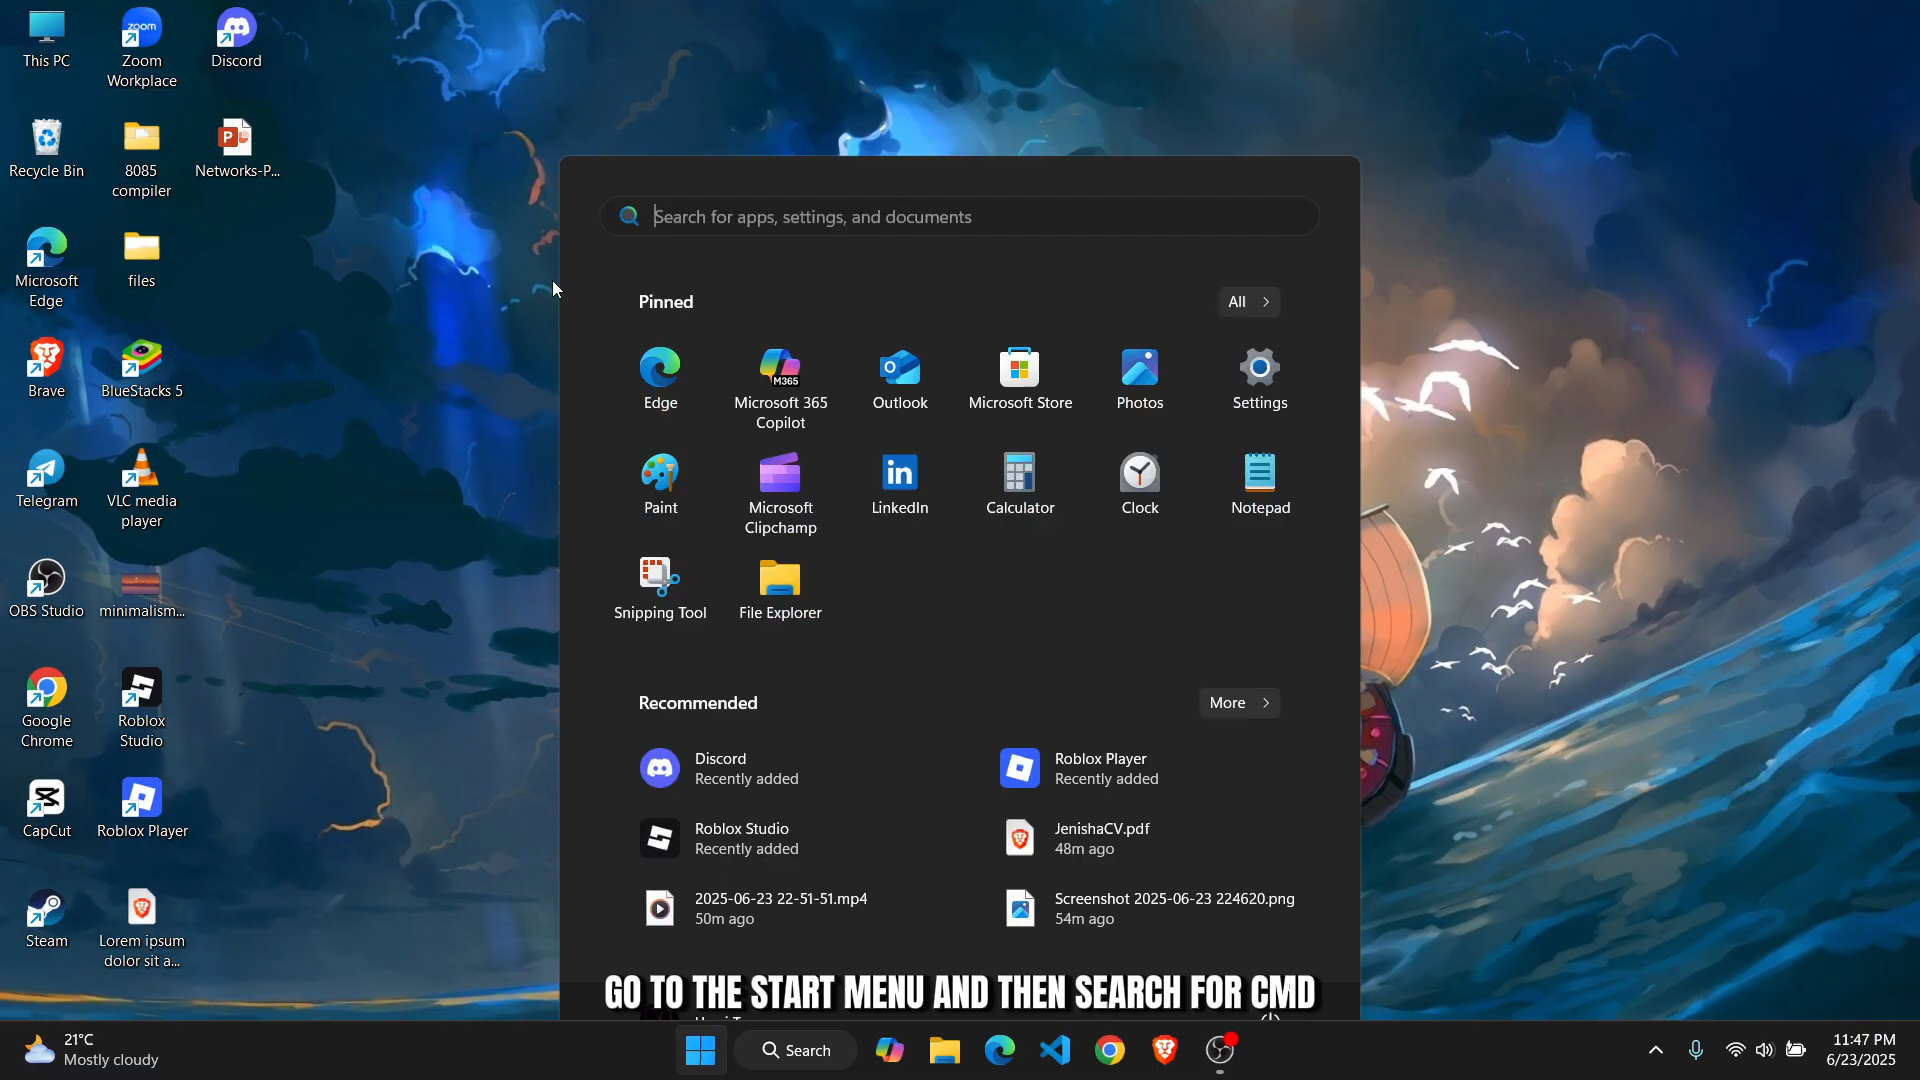 This PC
Zoom
Workplace
Discord
Recycle Bin
8085
compiler
Networks-P...
Microsoft
Edge
files
Brave
BlueStacks 5
Telegram
VLC media
player
OBS Studio
minimalism...
Google
Chrome
Roblox
Studio
CapCut
Roblox Player
Steam
Lorem ipsum
dolor sit a...
zoom
P
Search for apps, settings, and documents
Pinned
All
Edge
M365
Microsoft 365
Copilot
O
Outlook
Microsoft Store
Photos
Settings
Paint
Microsoft
Clipchamp
in
LinkedIn
Calculator
Clock
Notepad
Snipping Tool
File Explorer
Recommended
More
Discord
Recently added
Roblox Player
Recently added
Roblox Studio
Recently added
JenishaCV.pdf
48m ago
2025-06-23 22-51-51.mp4
50m ago
Screenshot 2025-06-23 224620.png
54m ago
GO TO THE START MENU AND THEN SEARCH FOR CMD
21°C
Mostly cloudy
Search
11:47 PM
6/23/2025